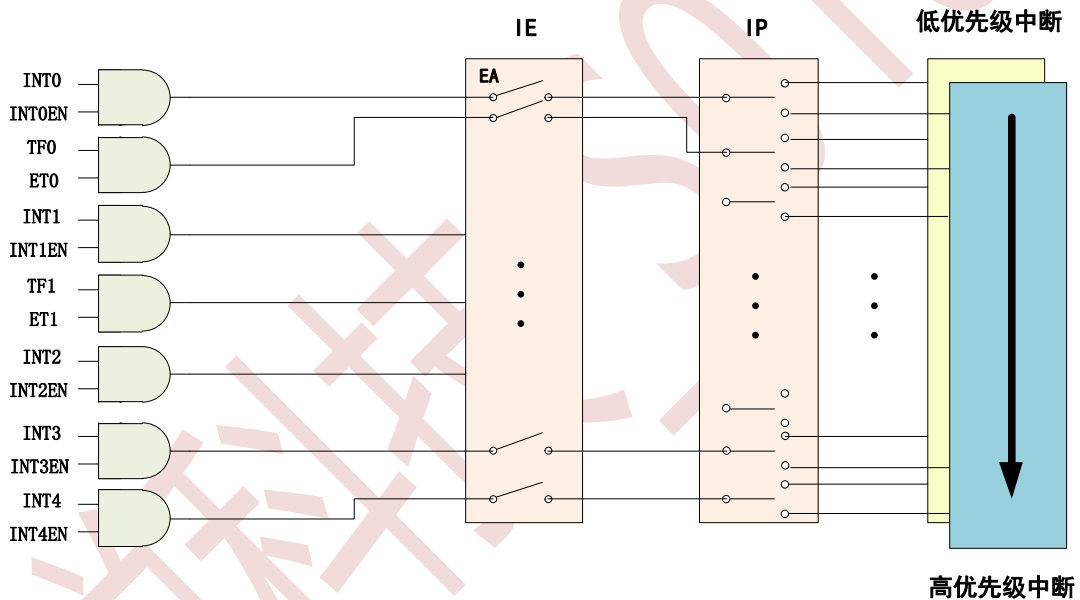 低优先级中断
IE
IP
EA
INT0
INT0EN
TF0
ET0
INT1
INT1EN
TF1
ET1
INT2
INT2EN
INT3
INT3EN
INT4
INT4EN
高优先级中断